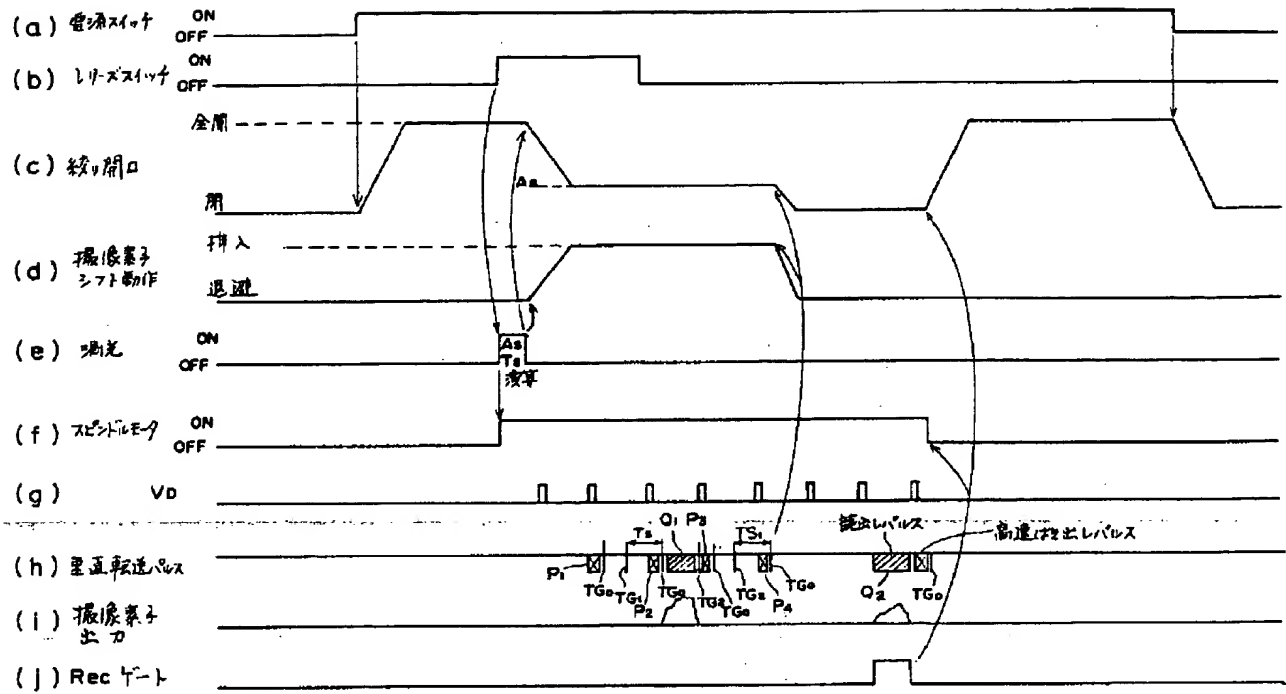 (a) 電源スイッチ ON
OFF
(b) レリーズスイッチ ON
OFF
全開
(c) 絞り開口
As
閉
挿入
(d) 撮像素子
シフト動作
退避
(e) 測光 ON
OFF
As
Ts
演算
(f) スピンドルモータ ON
OFF
(g) VD
(h) 垂直転送パルス
P1 TG0 TG1 Ts P2 TG0 Q1 TG2 P3 TG0 TS1 TG2 P4 TG0 読出しパルス Q2 高速はき出しパルス TG0
(i) 撮像素子
出力
(j) Rec ゲート